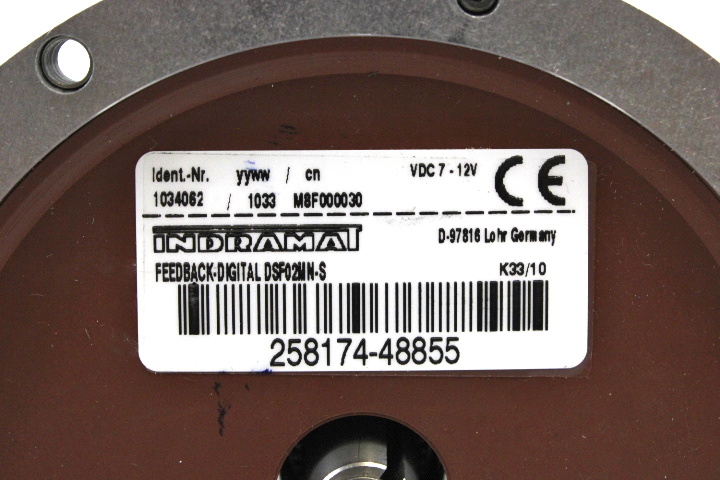 Ident.-Nr. yyww / cn VDC 7 - 12V CE
1034062 / 1033 M8F000030
INDRAMAT D-97816 Lohr Germany
FEEDBACK-DIGITAL DSF02MN-S K33/10
258174-48855